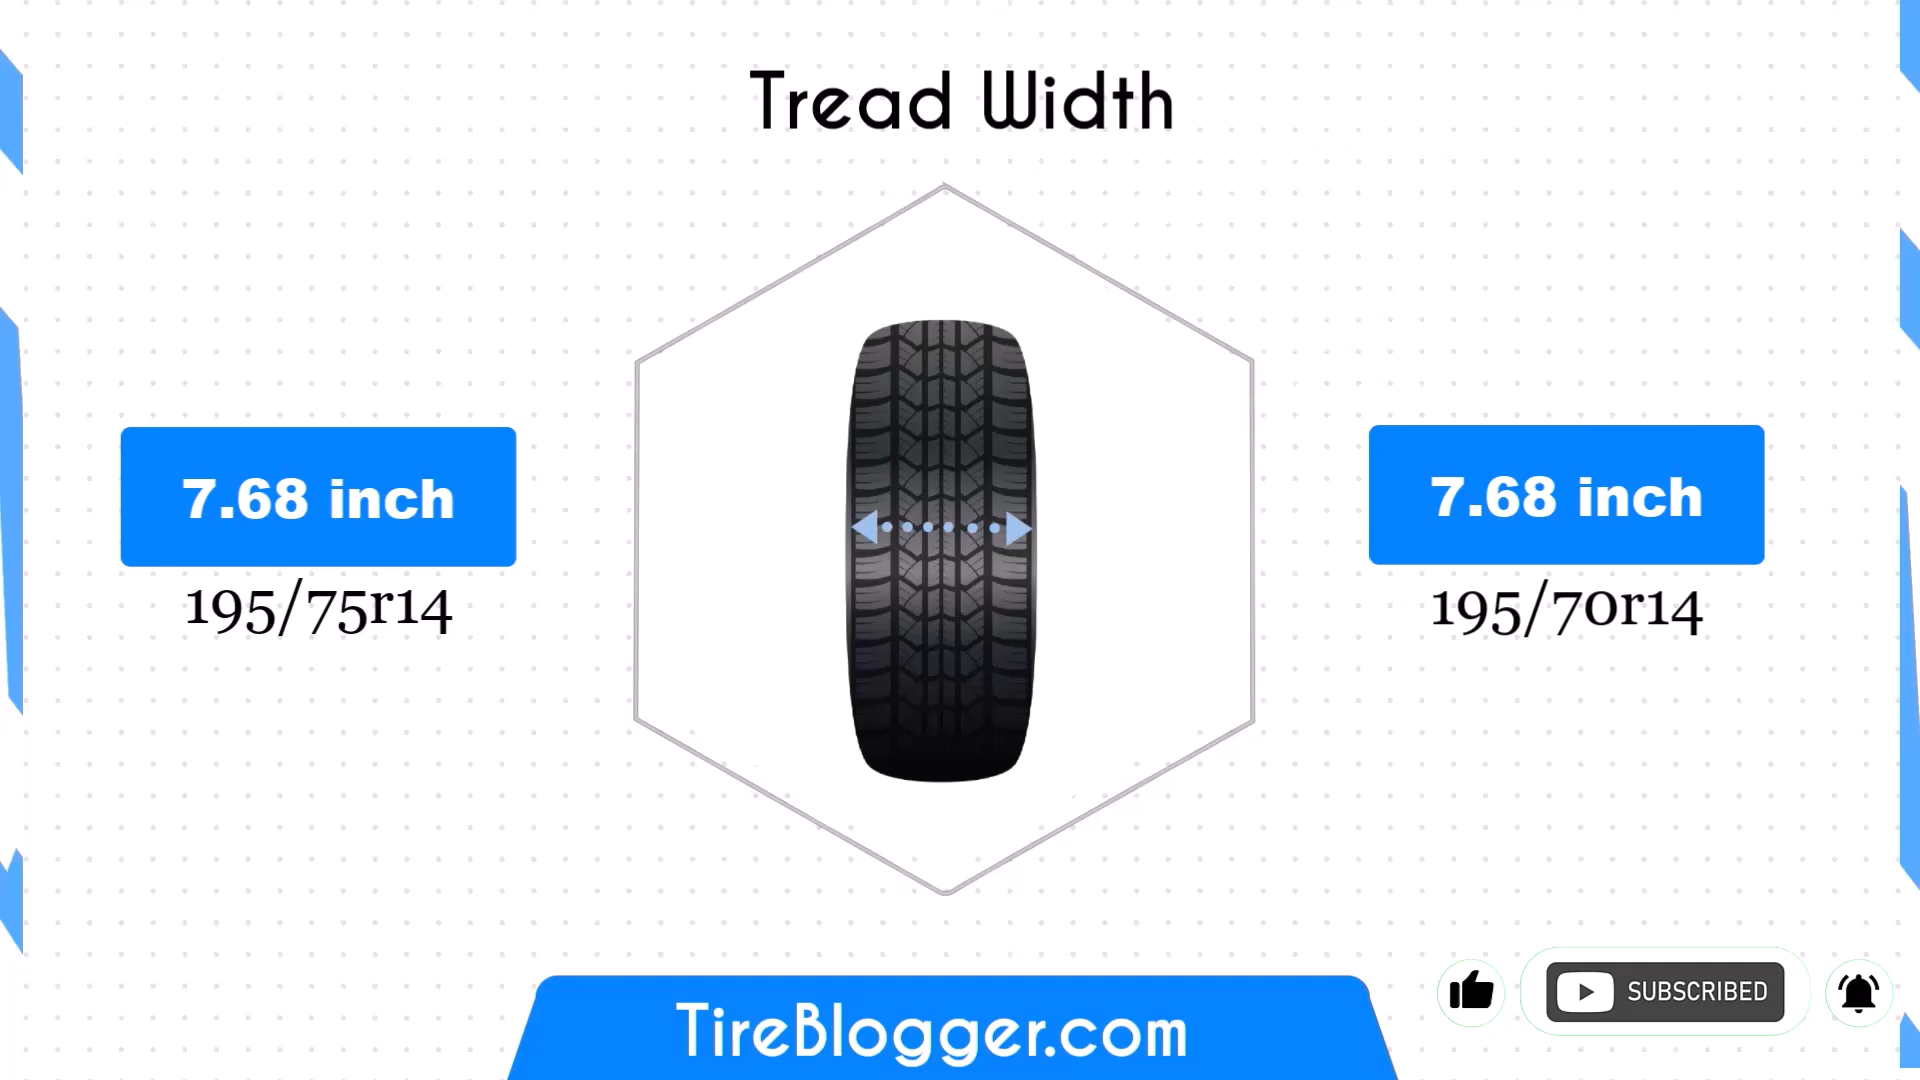 Tread Width
7.68 inch
195/75r14
7.68 inch
195/70r14
TireBlogger.com
SUBSCRIBED